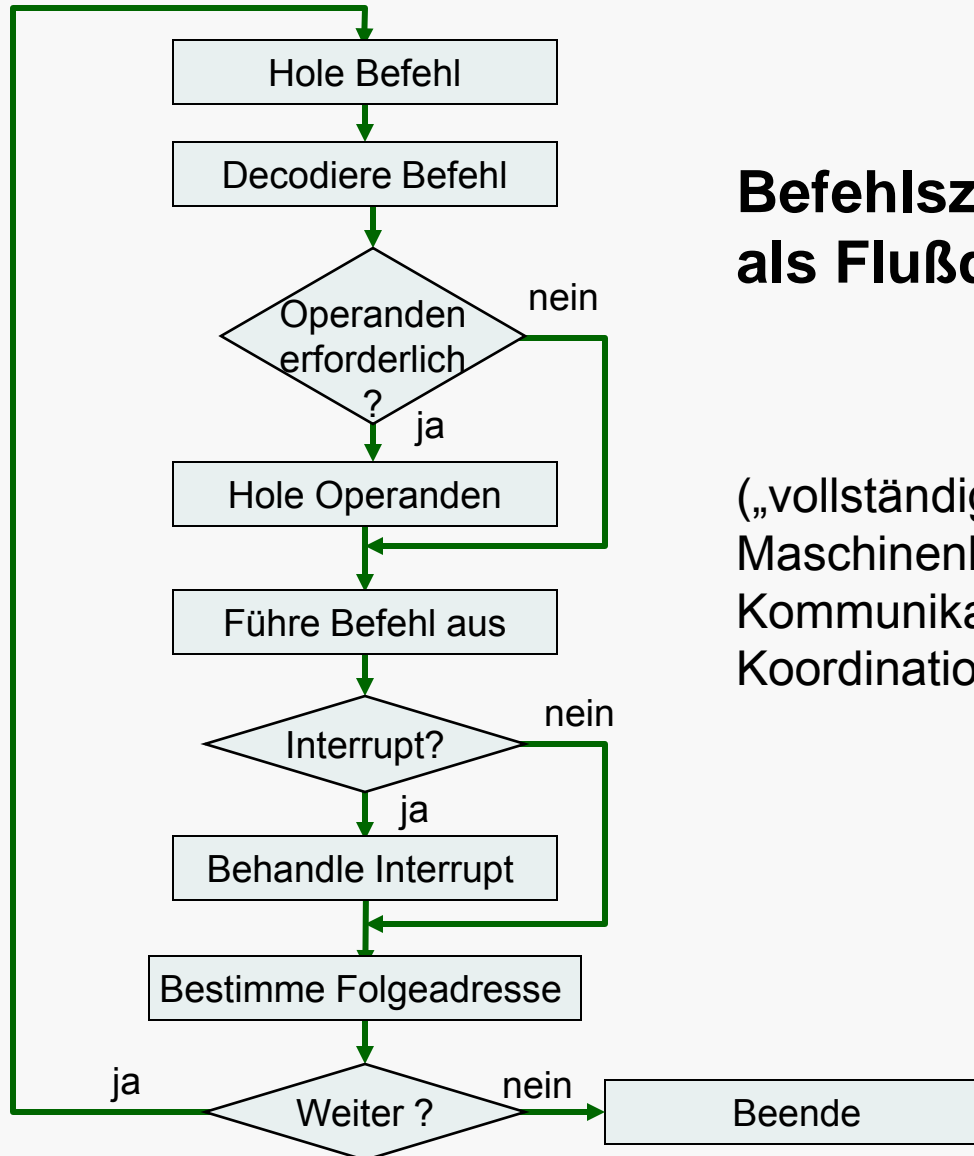 Hole Befehl
Decodiere Befehl
Operanden
erforderlich
?
nein
ja
Hole Operanden
Führe Befehl aus
Interrupt?
nein
ja
Behandle Interrupt
Bestimme Folgeadresse
Weiter ?
ja
nein
Beende
als